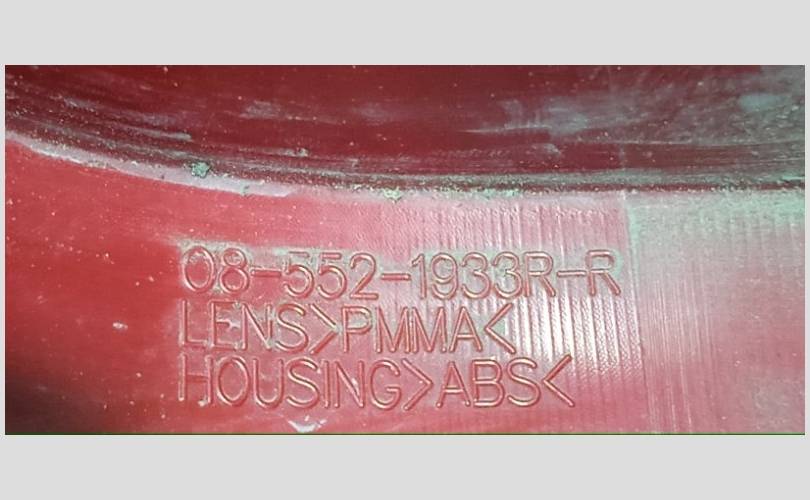 08-552-1933R-R
LENS>PMMA<
HOUSING>ABS<